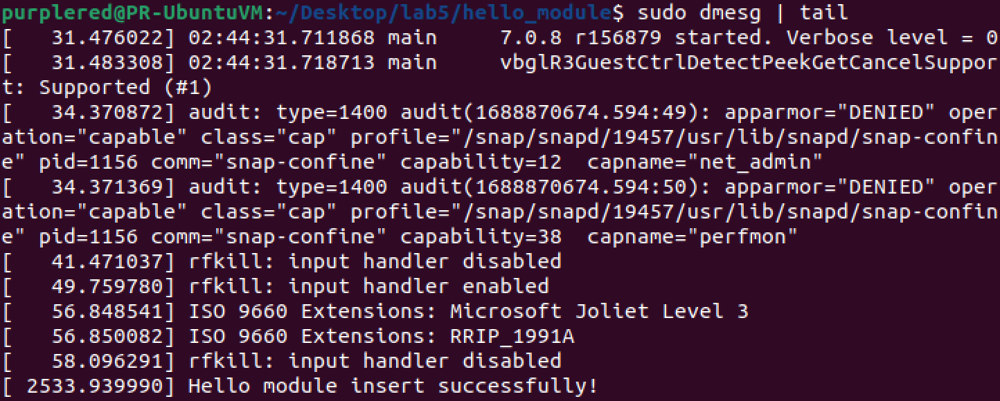 purplered@PR-UbuntuVM:~/Desktop/lab5/hello_module$ sudo dmesg | tail
[   31.476022] 02:44:31.711868 main     7.0.8 r156879 started. Verbose level = 0
[   31.483308] 02:44:31.718713 main     vbglR3GuestCtrlDetectPeekGetCancelSuppor
t: Supported (#1)
[   34.370872] audit: type=1400 audit(1688870674.594:49): apparmor="DENIED" oper
ation="capable" class="cap" profile="/snap/snapd/19457/usr/lib/snapd/snap-confin
e" pid=1156 comm="snap-confine" capability=12  capname="net_admin"
[   34.371369] audit: type=1400 audit(1688870674.594:50): apparmor="DENIED" oper
ation="capable" class="cap" profile="/snap/snapd/19457/usr/lib/snapd/snap-confin
e" pid=1156 comm="snap-confine" capability=38  capname="perfmon"
[   41.471037] rfkill: input handler disabled
[   49.759780] rfkill: input handler enabled
[   56.848541] ISO 9660 Extensions: Microsoft Joliet Level 3
[   56.850082] ISO 9660 Extensions: RRIP_1991A
[   58.096291] rfkill: input handler disabled
[ 2533.939990] Hello module insert successfully!